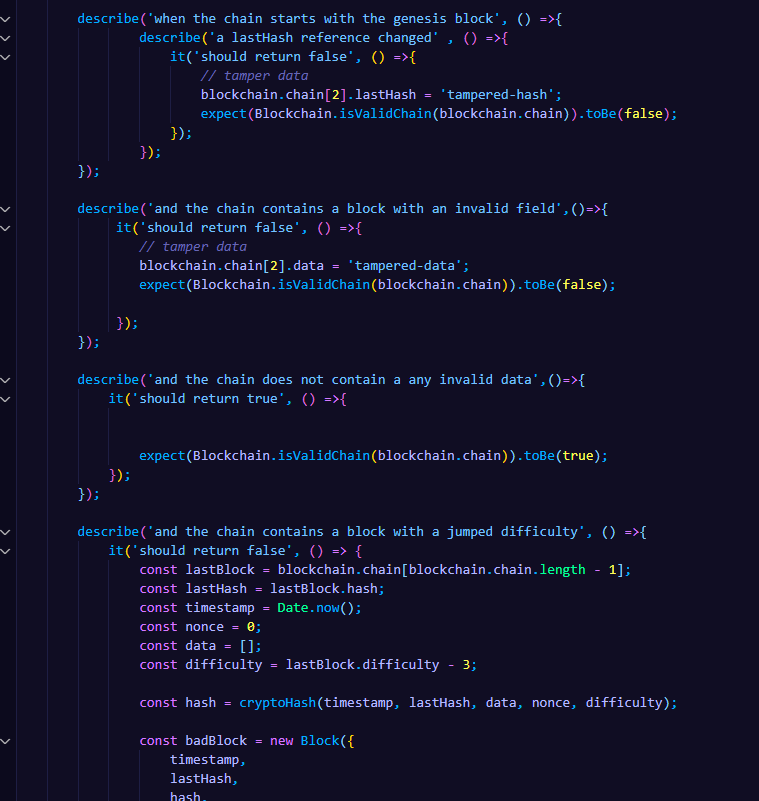 describe('when the chain starts with the genesis block', () =>{
describe('a lastHash reference changed' , () =>{
it('should return false', () =>{
// tamper data
blockchain.chain[2].lastHash = 'tampered-hash';
expect(Blockchain.isValidChain(blockchain.chain)).toBe(false);
});
});
});
describe('and the chain contains a block with an invalid field',()=>{
it('should return false', () =>{
// tamper data
blockchain.chain[2].data = 'tampered-data';
expect(Blockchain.isValidChain(blockchain.chain)).toBe(false);
});
});
describe('and the chain does not contain a any invalid data',()=>{
it('should return true', () =>{
expect(Blockchain.isValidChain(blockchain.chain)).toBe(true);
});
});
describe('and the chain contains a block with a jumped difficulty', () =>{
it('should return false', () => {
const lastBlock = blockchain.chain[blockchain.chain.length - 1];
const lastHash = lastBlock.hash;
const timestamp = Date.now();
const nonce = 0;
const data = [];
const difficulty = lastBlock.difficulty - 3;
const hash = cryptoHash(timestamp, lastHash, data, nonce, difficulty);
const badBlock = new Block({
timestamp,
lastHash,
hash,